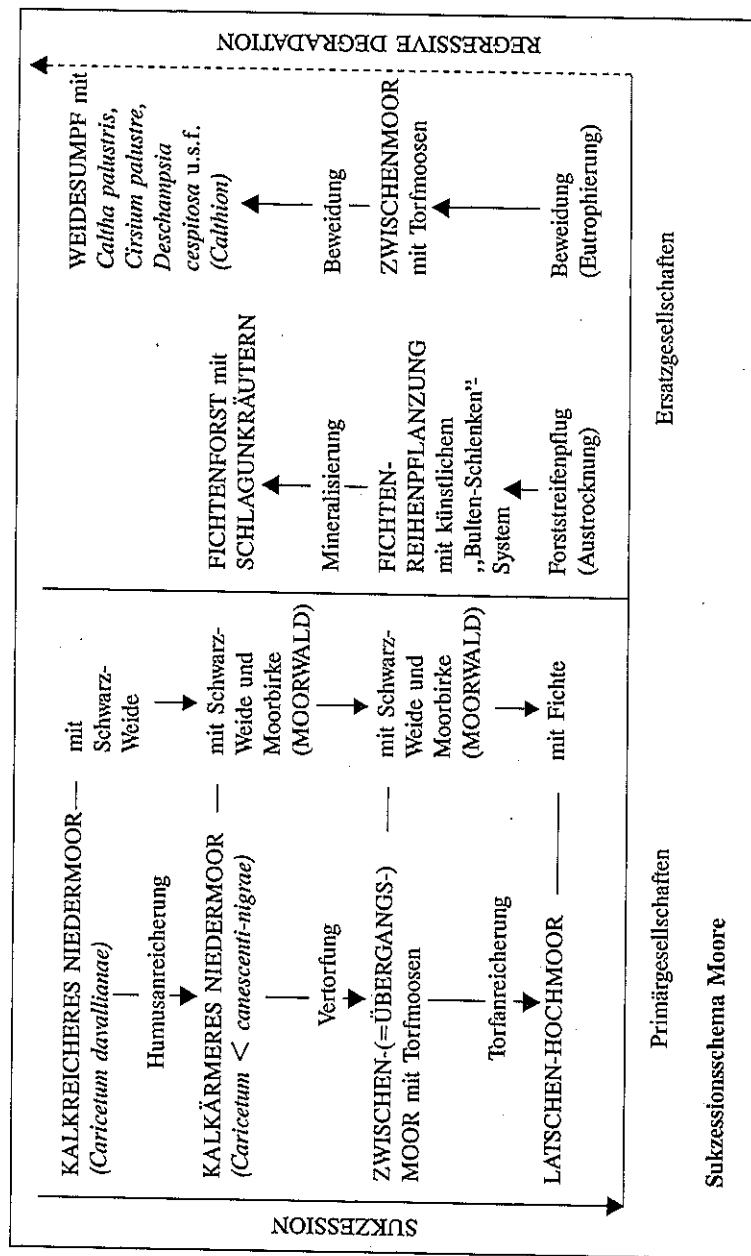 SUKZESSION
KALKREICHERES NIEDERMOOR
(Caricetum davallianae)
mit
Schwarz-
Weide
Humusanreicherung
KALKÄRMERES NIEDERMOOR
(Caricetum < canescenti-nigrae)
mit Schwarz-
Weide und
Moorbirke
(MOORWALD)
Vertorfung
ZWISCHEN-(=ÜBERGANGS-)
MOOR mit Torfmoosen
mit Schwarz-
Weide und
Moorbirke
(MOORWALD)
Torfanreicherung
LATSCHEN-HOCHMOOR
mit Fichte
FICHTENFORST mit
SCHLAGUNKRÄUTERN
Mineralisierung
FICHTEN-
REIHENPFLANZUNG
mit künstlichem
„Bulten-Schlenken"-
System
Forststreifenpflug
(Austrocknung)
WEIDESUMPF mit
Caltha palustris,
Cirsium palustre,
Deschampsia
cespitosa u.s.f.
(Calthion)
Beweidung
ZWISCHENMOOR
mit Torfmoosen
Beweidung
(Eutrophierung)
REGRESSIVE DEGRADATION
Primärgesellschaften
Ersatzgesellschaften
Sukzessionsschema Moore